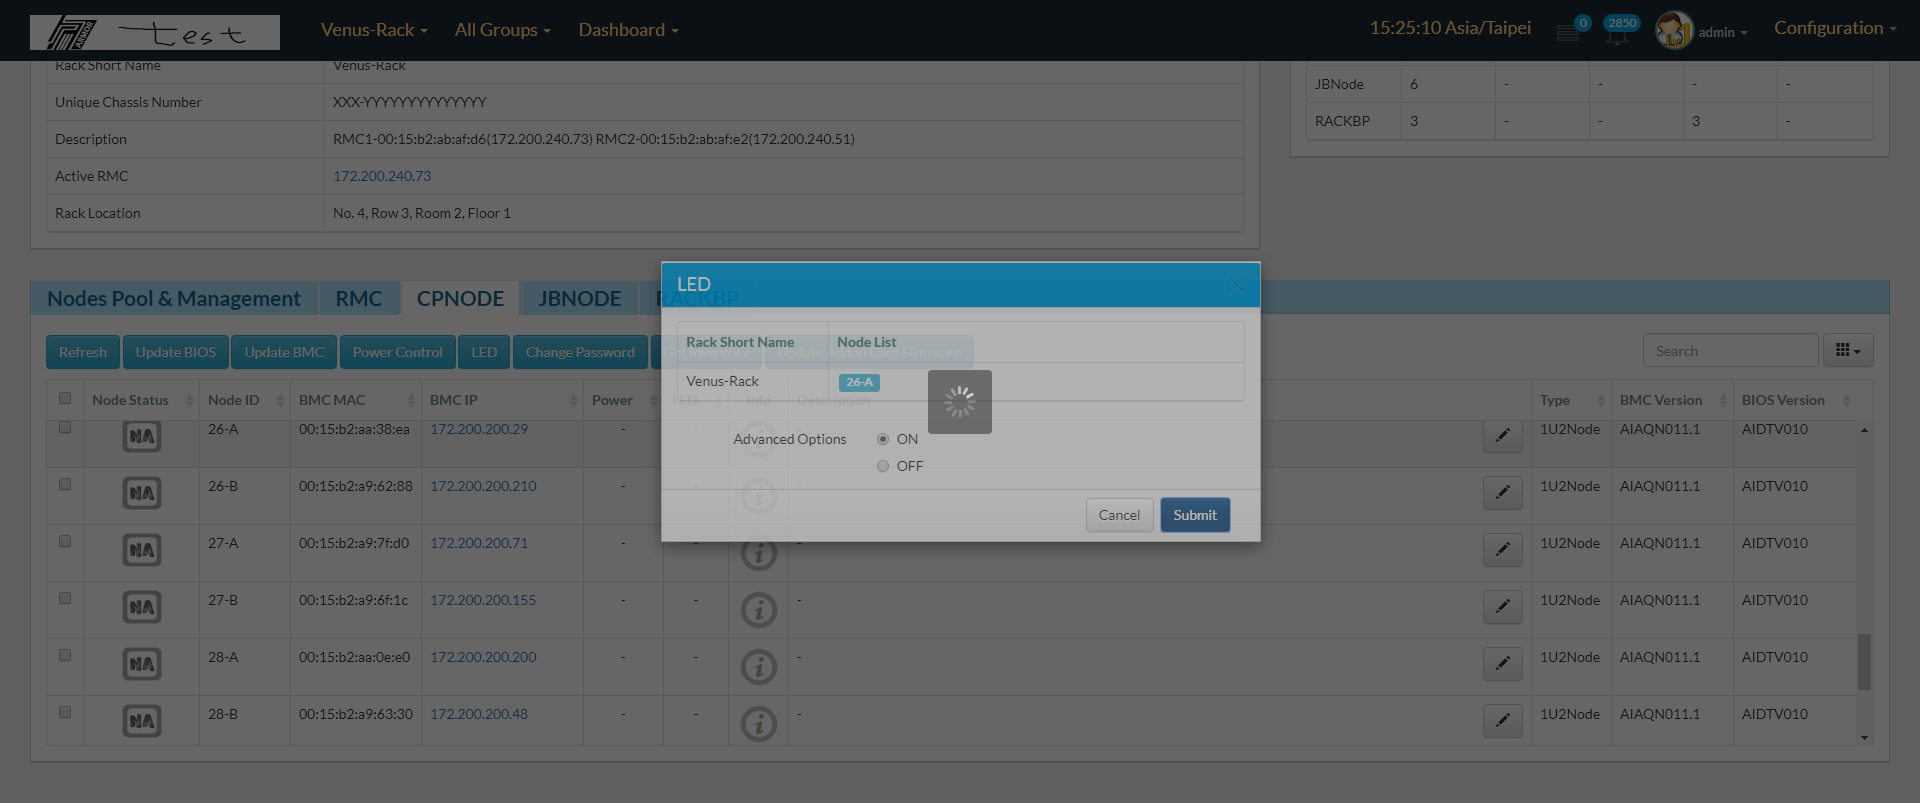 ARMOR test Venus-Rack All Groups Dashboard 15:25:10 Asia/Taipei 0 2850 admin Configuration
Rack Short Name Venus-Rack
Unique Chassis Number XXX-YYYYYYYYYYYYYY
Description RMC1-00:15:b2:ab:af:d6(172.200.240.73) RMC2-00:15:b2:ab:af:e2(172.200.240.51)
Active RMC 172.200.240.73
Rack Location No. 4, Row 3, Room 2, Floor 1
JBNode 6 - - - -
RACKBP 3 - - 3 -
Nodes Pool & Management RMC CPNODE JBNODE RACKBP
Refresh Update BIOS Update BMC Power Control LED Change Password Get Inventory Update Addon Card Firmware Search
Node Status Node ID BMC MAC BMC IP Power LED Info Description Type BMC Version BIOS Version
NA 26-A 00:15:b2:aa:38:ea 172.200.200.29 - - 1U2Node AIAQN011.1 AIDTV010
NA 26-B 00:15:b2:a9:62:88 172.200.200.210 - - 1U2Node AIAQN011.1 AIDTV010
NA 27-A 00:15:b2:a9:7f:d0 172.200.200.71 - - i - 1U2Node AIAQN011.1 AIDTV010
NA 27-B 00:15:b2:a9:6f:1c 172.200.200.155 - - i - 1U2Node AIAQN011.1 AIDTV010
NA 28-A 00:15:b2:aa:0e:e0 172.200.200.200 - - i - 1U2Node AIAQN011.1 AIDTV010
NA 28-B 00:15:b2:a9:63:30 172.200.200.48 - - i - 1U2Node AIAQN011.1 AIDTV010
LED ×
Rack Short Name Node List
Venus-Rack 26-A
Advanced Options ON
OFF
Cancel Submit